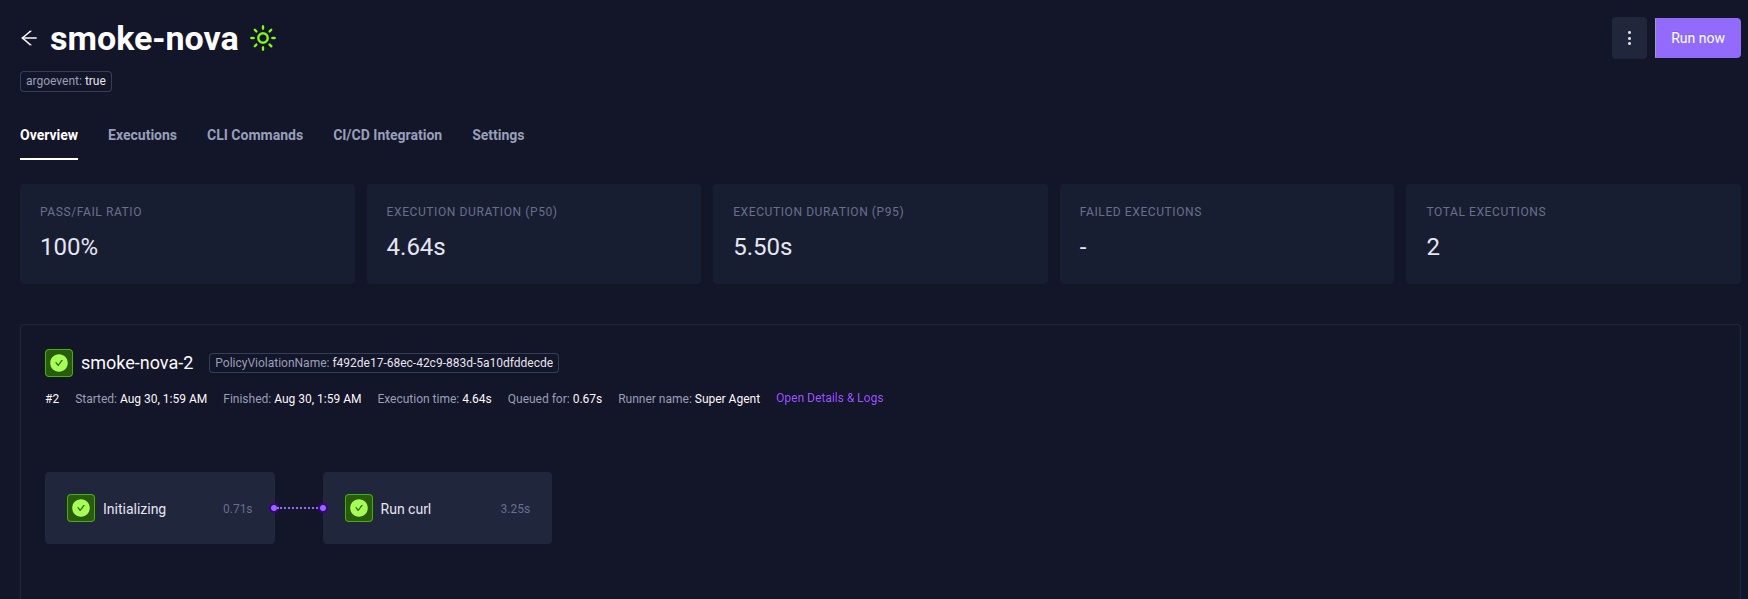 smoke-nova
Run now
argoevent: true
Overview Executions CLI Commands CI/CD Integration Settings
PASS/FAIL RATIO
100%
EXECUTION DURATION (P50)
4.64s
EXECUTION DURATION (P95)
5.50s
FAILED EXECUTIONS
-
TOTAL EXECUTIONS
2
smoke-nova-2 PolicyViolationName: f492de17-68ec-42c9-883d-5a10dfddecde
#2 Started: Aug 30, 1:59 AM Finished: Aug 30, 1:59 AM Execution time: 4.64s Queued for: 0.67s Runner name: Super Agent Open Details & Logs
Initializing 0.71s
Run curl 3.25s